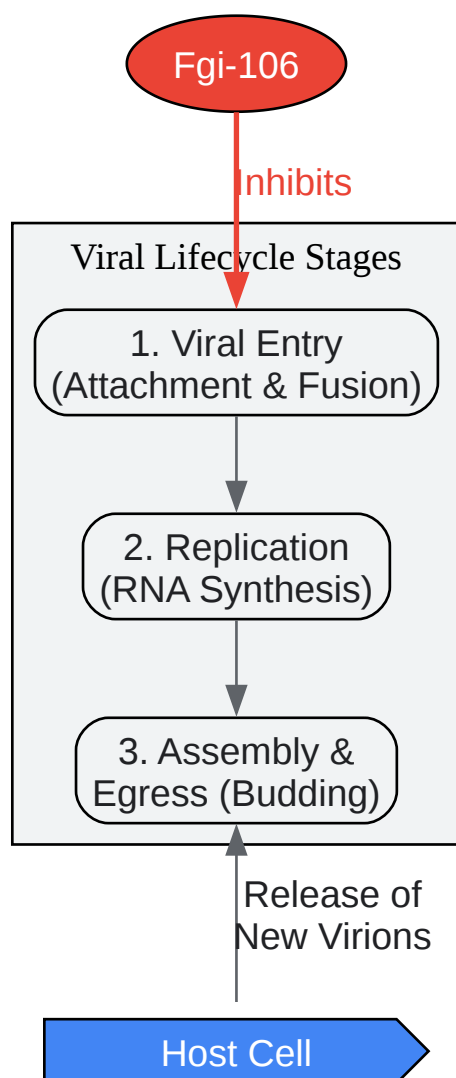 Fgi-106
Inhibits
Viral Lifecycle Stages
1. Viral Entry
(Attachment & Fusion)
2. Replication
(RNA Synthesis)
3. Assembly &
Egress (Budding)
Release of
New Virions
Host Cell